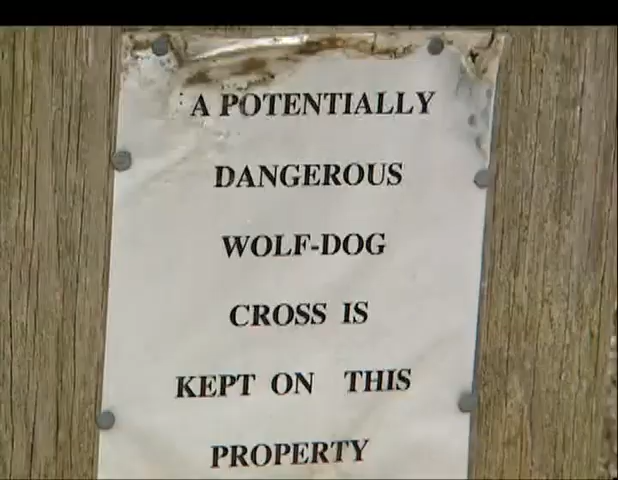 A POTENTIALLY
DANGEROUS
WOLF-DOG
CROSS IS
KEPT ON THIS
PROPERTY